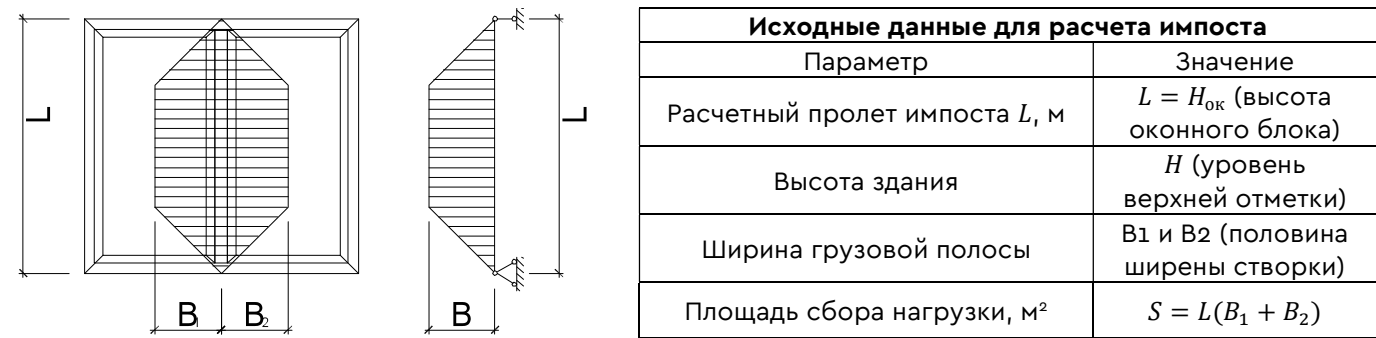 L
B1
B2
B
L
Исходные данные для расчета импоста
Параметр
Значение
Расчетный пролет импоста L, м
L = Hок (высота
оконного блока)
Высота здания
H (уровень
верхней отметки)
Ширина грузовой полосы
B1 и B2 (половина
ширены створки)
Площадь сбора нагрузки, м²
S = L(B₁ + B₂)